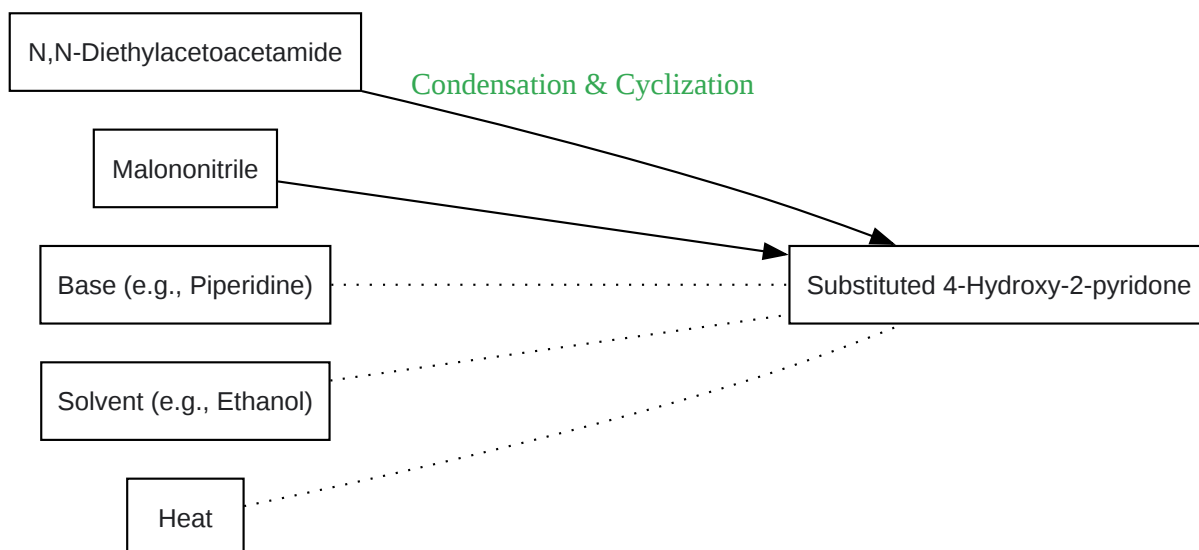 N,N-Diethylacetoacetamide
Condensation & Cyclization
Malononitrile
Base (e.g., Piperidine)
Substituted 4-Hydroxy-2-pyridone
Solvent (e.g., Ethanol)
Heat